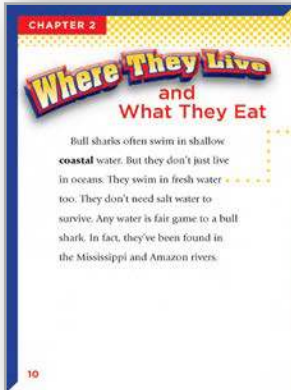 CHAPTER 2
Where They Live
and
What They Eat
Bull sharks often swim in shallow
coastal water. But they don't just live
in oceans. They swim in fresh water
too. They don't need salt water to
survive. Any water is fair game to a bull
shark. In fact, they've been found in
the Mississippi and Amazon rivers.
10